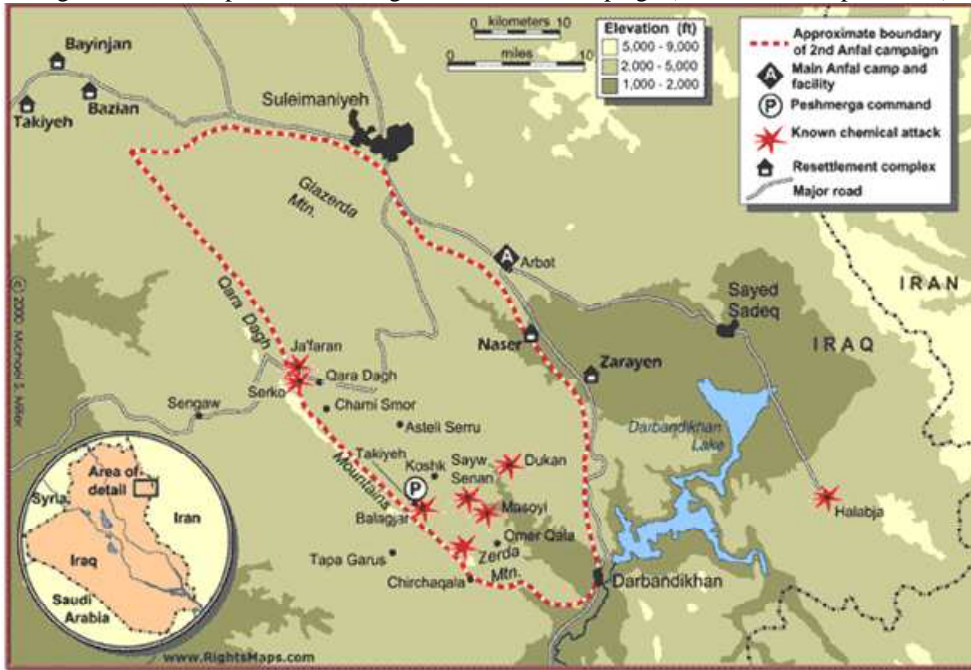 0 kilometers 10
0 miles 10
Elevation (ft)
5,000 - 9,000
2,000 - 5,000
1,000 - 2,000
Approximate boundary
of 2nd Anfal campaign
A
Main Anfal camp and
facility
P
Peshmerga command
Known chemical attack
Resettlement complex
Major road
Bayinjan
Takiyeh
Bazian
Suleimaniyeh
Glazerda
Mtn.
A
Arbat
Sayed
Sadeq
IRAN
IRAQ
Qara Dagh
Mountains
Naser
Zarayen
Ja'faran
Serko
Qara Dagh
Sengaw
Chami Smor
Asteli Serru
Darbandikhan
Lake
Takiyeh
Koshk
Sayw
Senan
Dukan
P
Balagjar
Masoyi
Halabja
Omer Qala
Tapa Garus
Zerda
Mtn.
Chirchaqala
Darbandikhan
Area of
detail
Syria
Iran
Iraq
Saudi
Arabia
www.RightsMaps.com
© 2000 Michael S. Miller